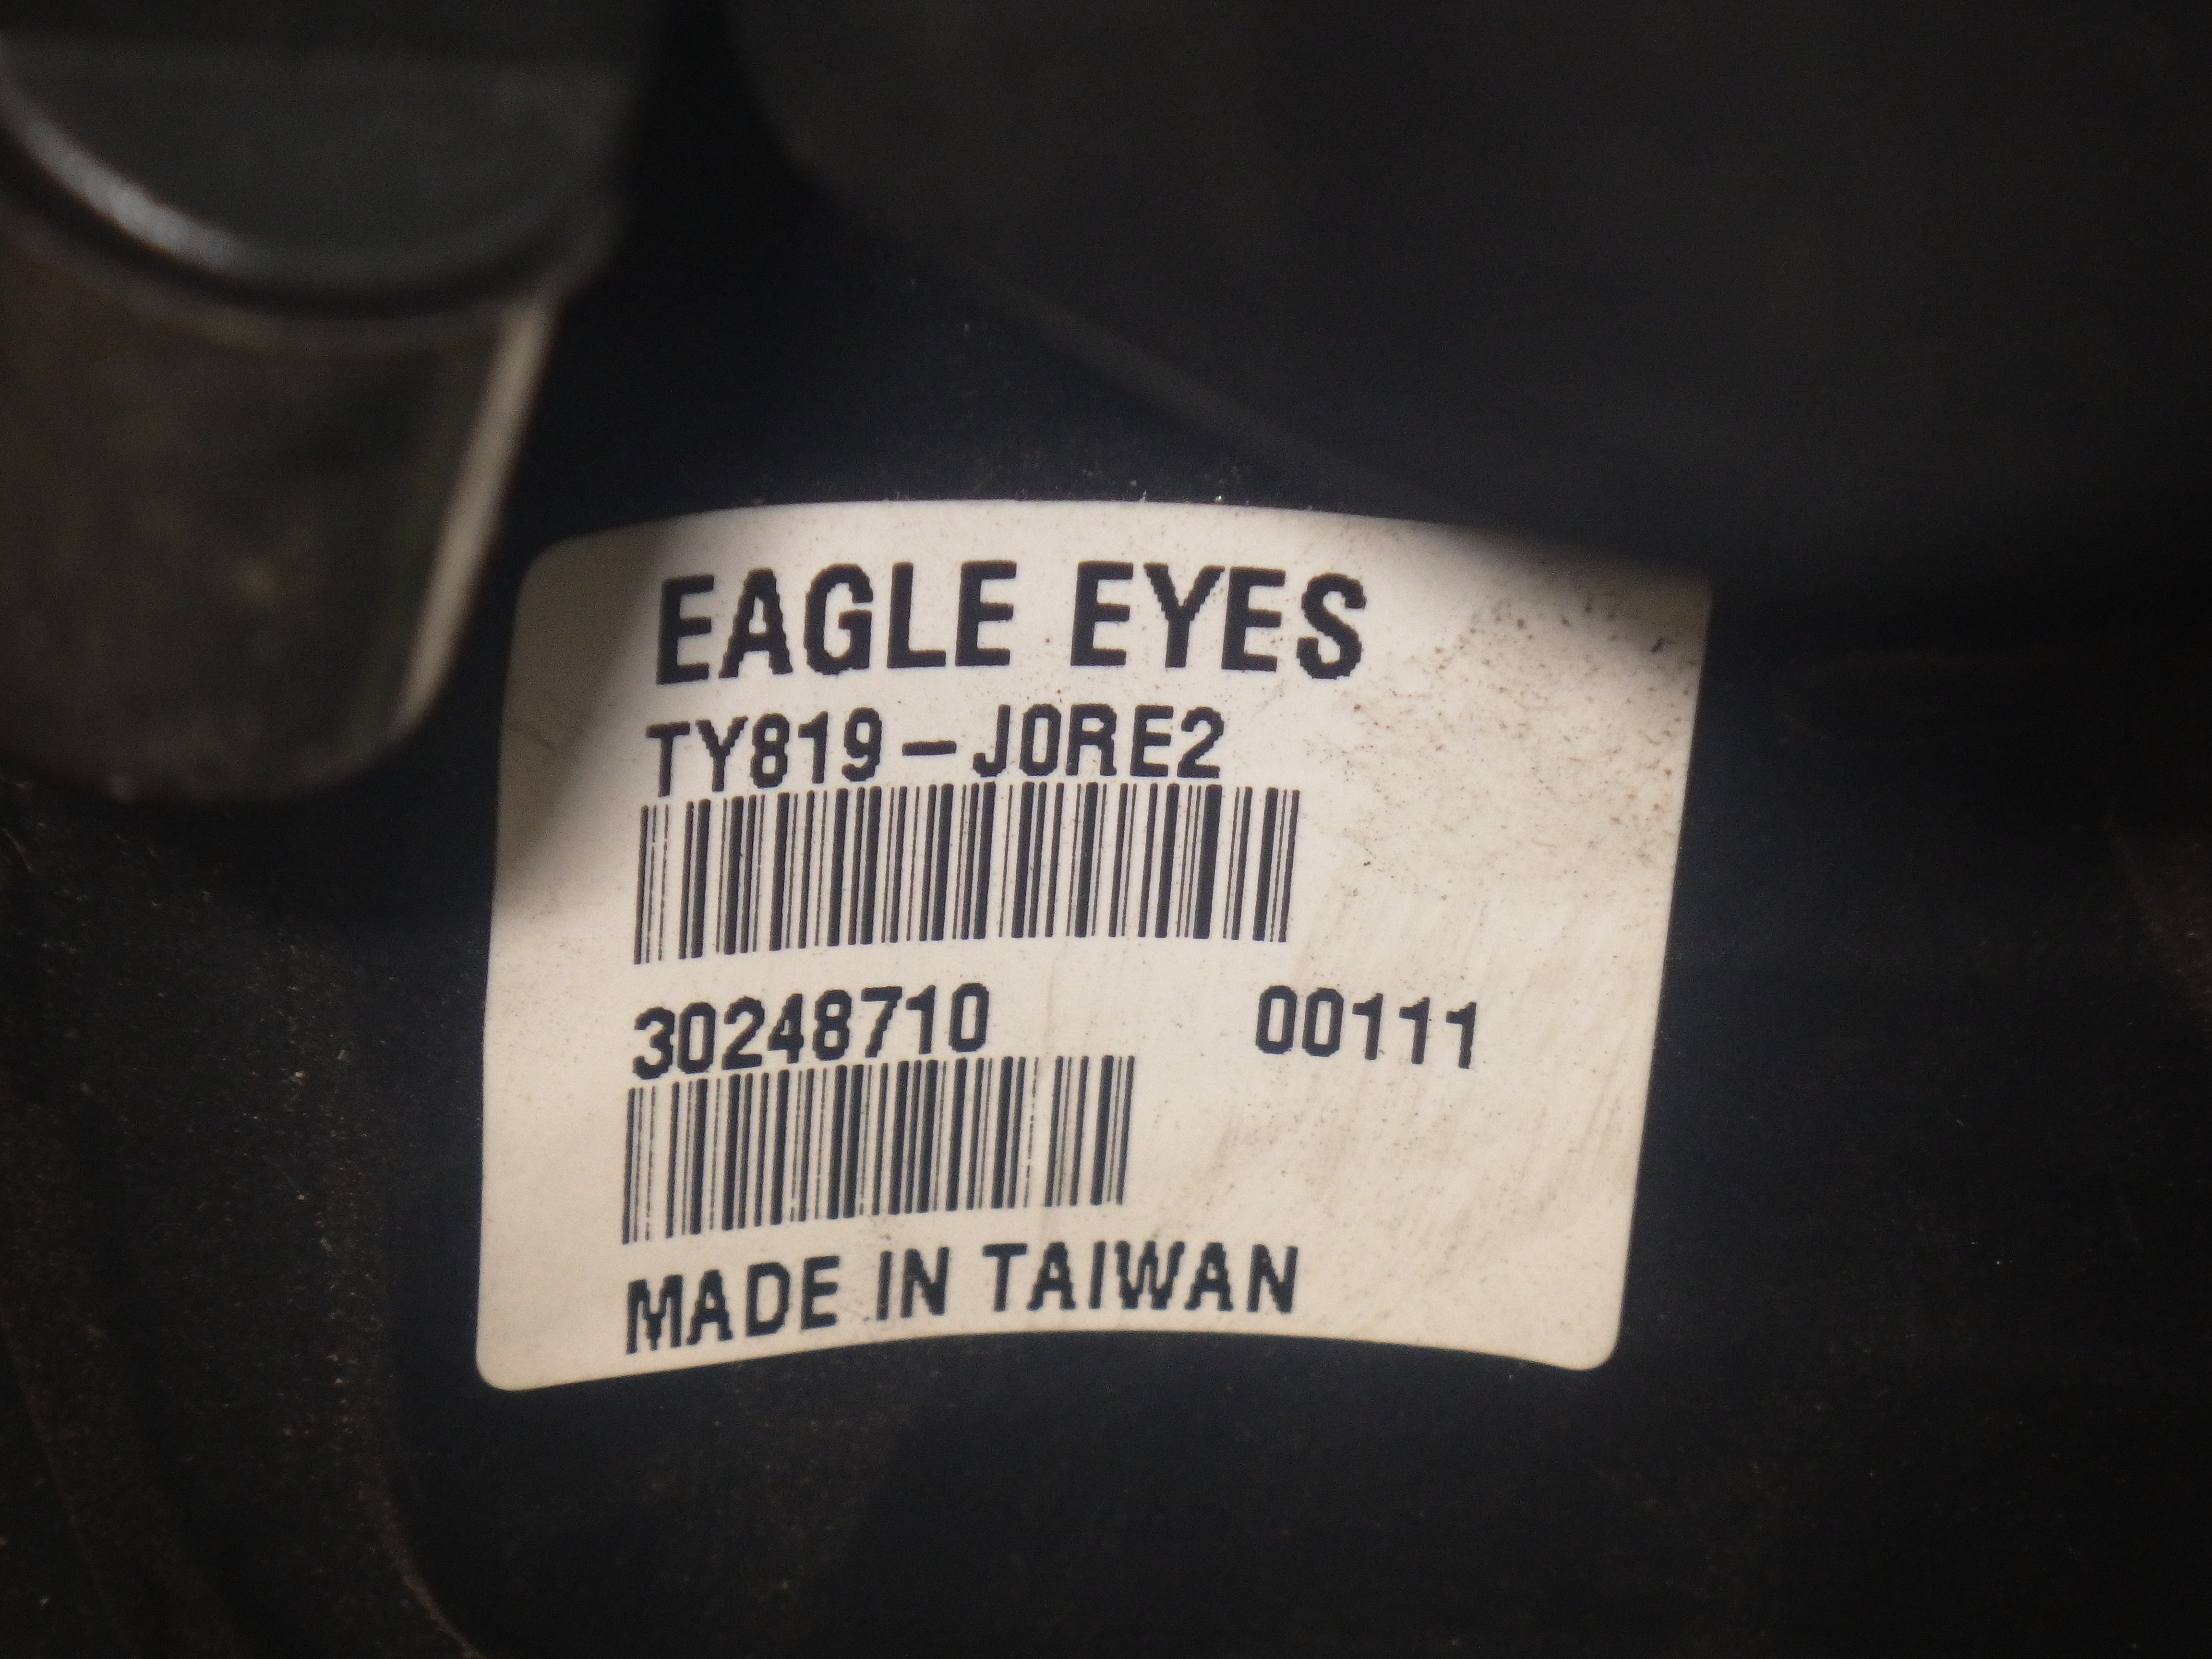 EAGLE EYES
TY819-J0RE2
30248710 00111
MADE IN TAIWAN